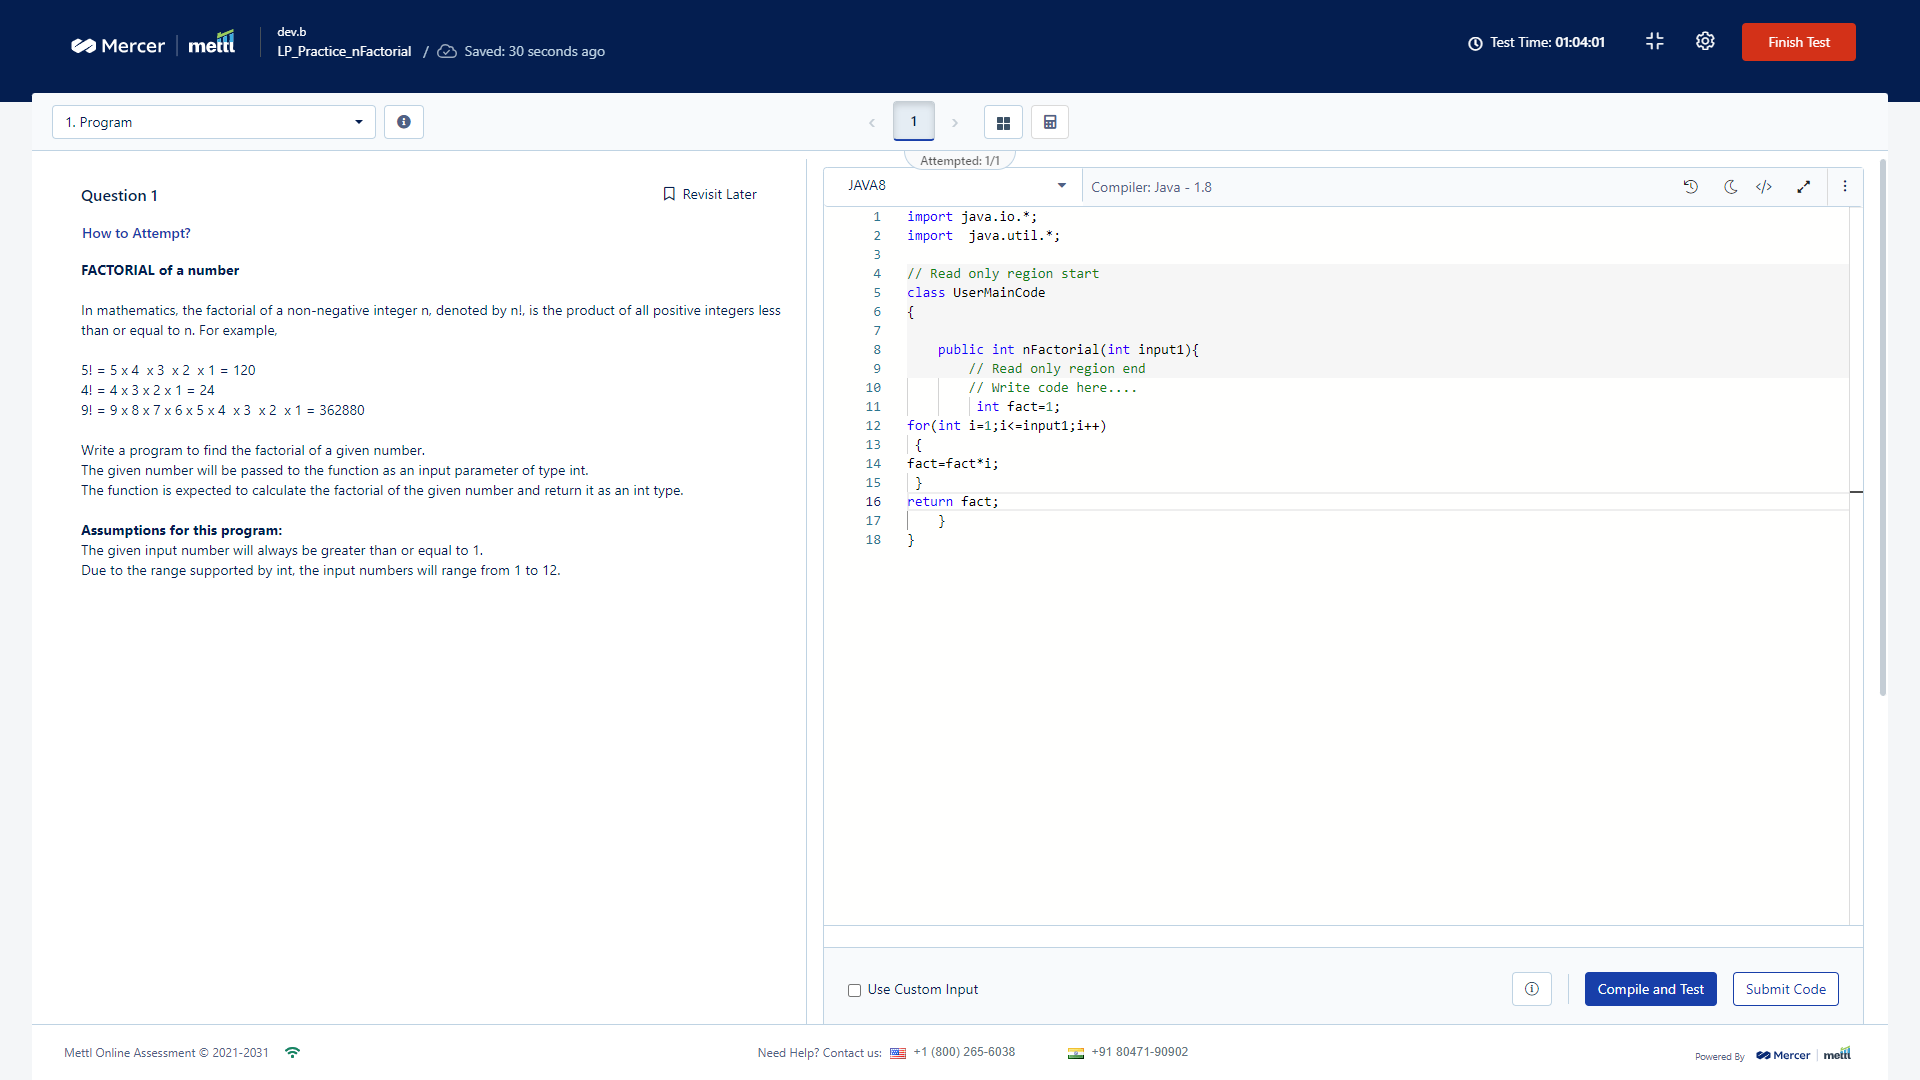 Mercer | mettl
dev.b
LP_Practice_nFactorial / Saved: 30 seconds ago
Test Time: 01:04:01
Finish Test
1. Program
1
Attempted: 1/1
Question 1
Revisit Later
How to Attempt?
FACTORIAL of a number
In mathematics, the factorial of a non-negative integer n, denoted by n!, is the product of all positive integers less
than or equal to n. For example,
5! = 5 x 4  x 3  x 2  x 1 = 120
4! = 4 x 3 x 2 x 1 = 24
9! = 9 x 8 x 7 x 6 x 5 x 4  x 3  x 2  x 1 = 362880
Write a program to find the factorial of a given number.
The given number will be passed to the function as an input parameter of type int.
The function is expected to calculate the factorial of the given number and return it as an int type.
Assumptions for this program:
The given input number will always be greater than or equal to 1.
Due to the range supported by int, the input numbers will range from 1 to 12.
JAVA8
Compiler: Java - 1.8
1 import java.io.*;
2 import  java.util.*;
3
4 // Read only region start
5 class UserMainCode
6 {
7
8     public int nFactorial(int input1){
9         // Read only region end
10         // Write code here....
11          int fact=1;
12 for(int i=1;i<=input1;i++)
13  {
14 fact=fact*i;
15  }
16 return fact;
17     }
18 }
Use Custom Input
Compile and Test
Submit Code
Mettl Online Assessment © 2021-2031
Need Help? Contact us: +1 (800) 265-6038
+91 80471-90902
Powered By Mercer | mettl